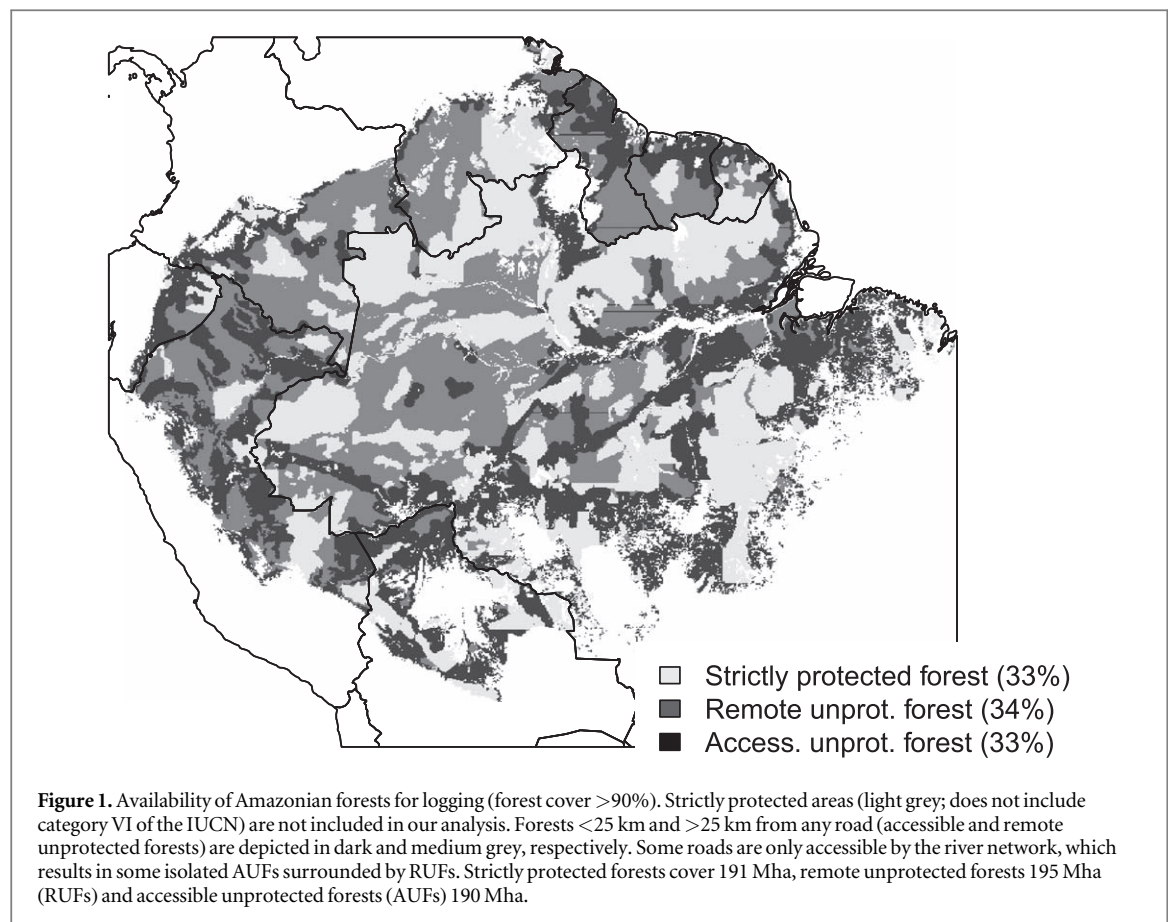 Strictly protected forest (33%)
Remote unprot. forest (34%)
Access. unprot. forest (33%)
Figure 1. Availability of Amazonian forests for logging (forest cover >90%). Strictly protected areas (light grey; does not include
category VI of the IUCN) are not included in our analysis. Forests <25 km and >25 km from any road (accessible and remote
unprotected forests) are depicted in dark and medium grey, respectively. Some roads are only accessible by the river network, which
results in some isolated AUFs surrounded by RUFs. Strictly protected forests cover 191 Mha, remote unprotected forests 195 Mha
(RUFs) and accessible unprotected forests (AUFs) 190 Mha.